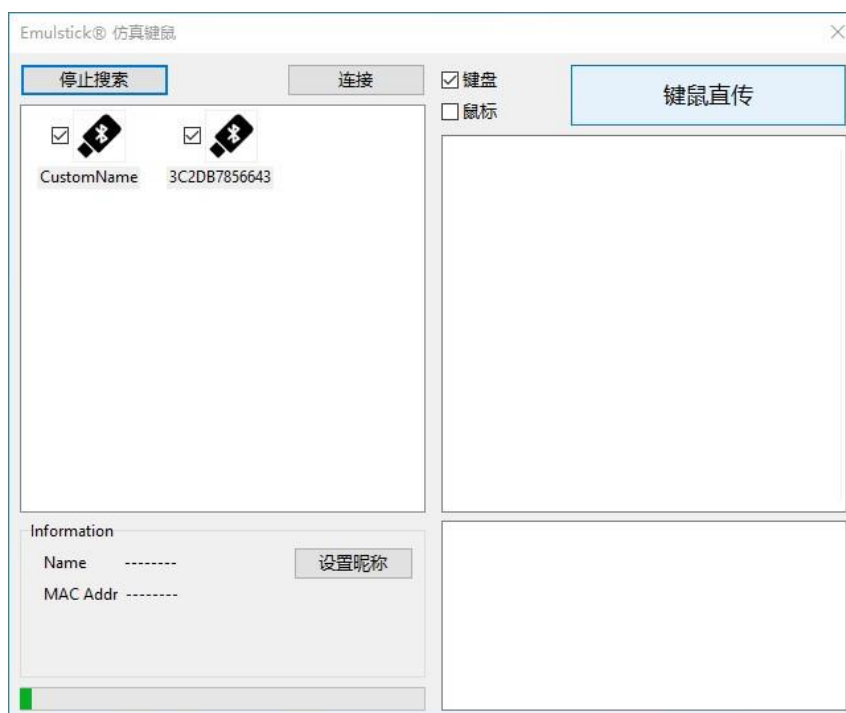 Emulstick® 仿真键鼠
停止搜索
连接
键盘
鼠标
键鼠直传
CustomName
3C2DB7856643
Information
Name --------
设置昵称
MAC Addr --------